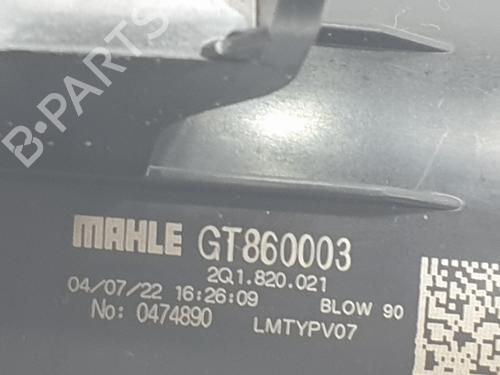 B-PARTS
MAHLE GT860003
2Q1.820.021
04/07/22 16:26:09 BLOW 90
No: 0474890 LMTYPV07